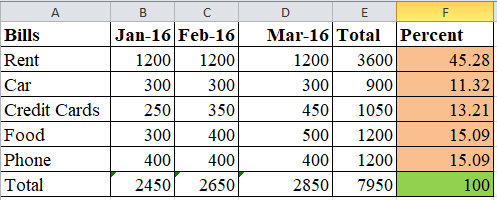 A B C D E F
Bills Jan-16 Feb-16 Mar-16 Total Percent
Rent 1200 1200 1200 3600 45.28
Car 300 300 300 900 11.32
Credit Cards 250 350 450 1050 13.21
Food 300 400 500 1200 15.09
Phone 400 400 400 1200 15.09
Total 2450 2650 2850 7950 100